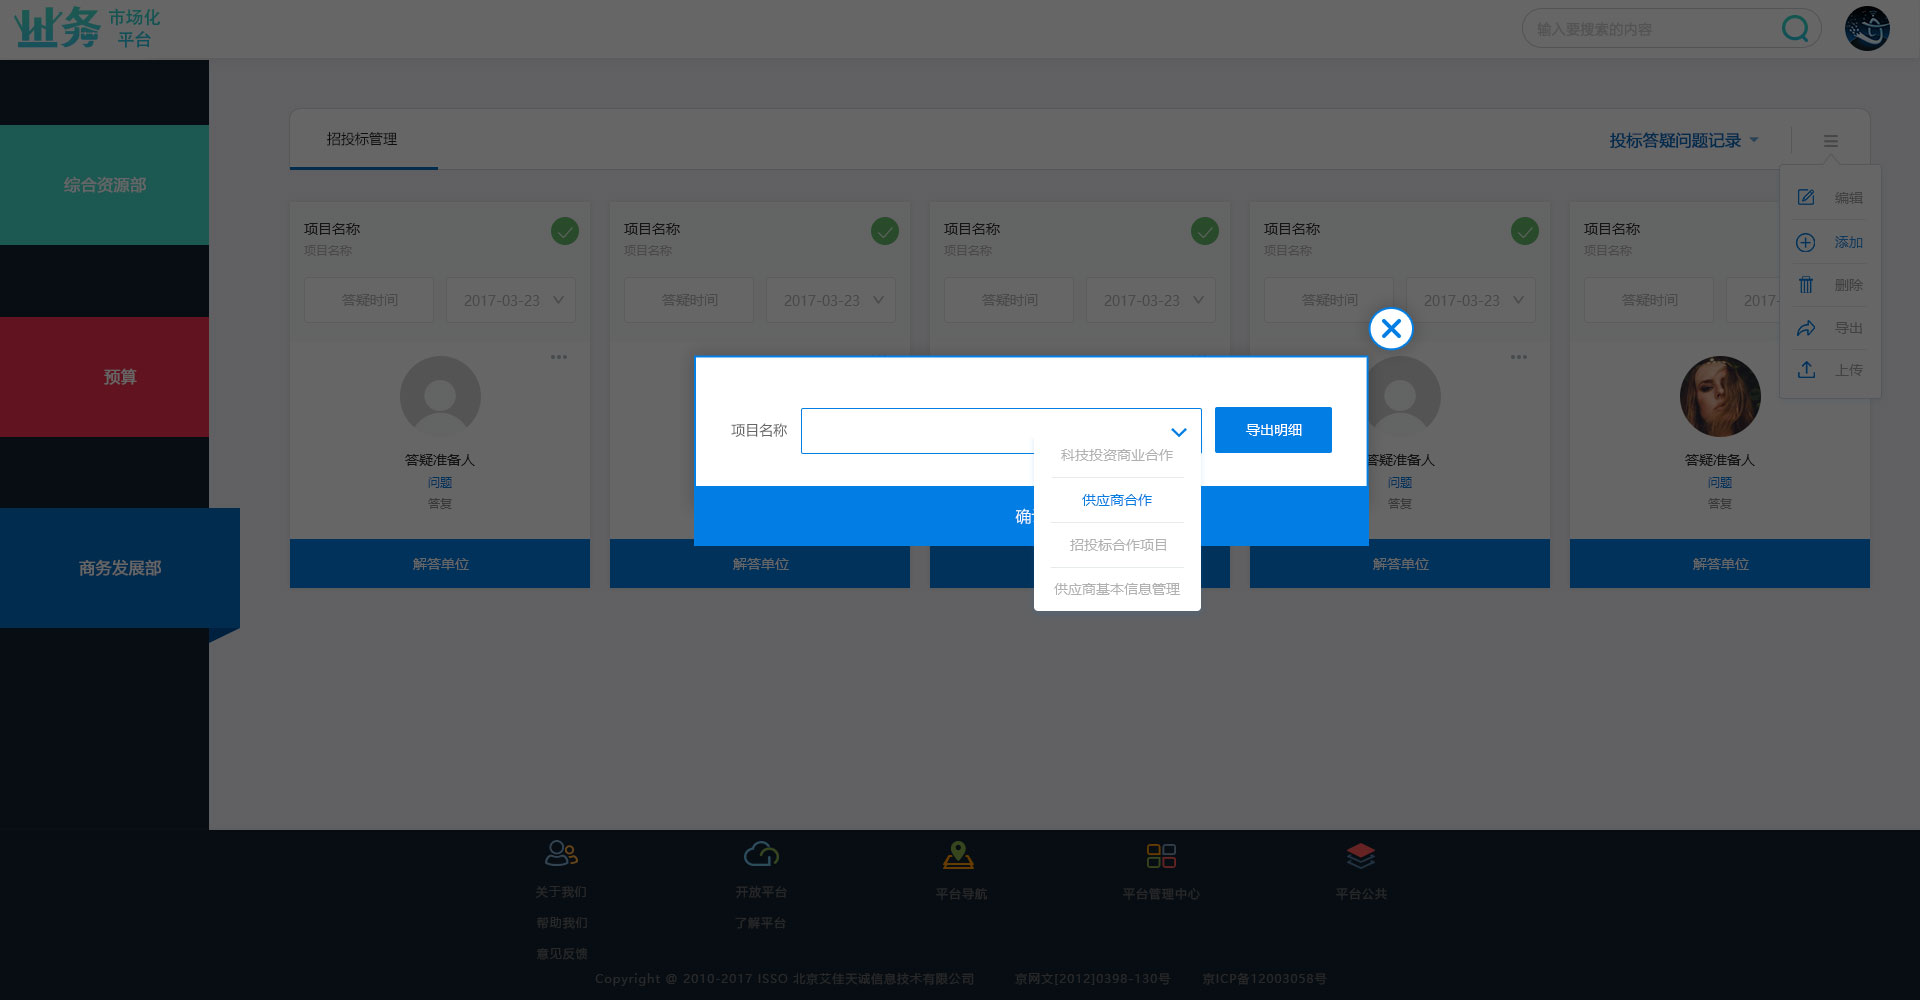 业务 市场化
平台
输入要搜索的内容
综合资源部
预算
商务发展部
招投标管理
投标答疑问题记录
编辑
添加
删除
导出
上传
项目名称
项目名称
答疑时间 2017-03-23
答疑准备人
问题
答复
解答单位
项目名称
项目名称
答疑时间 2017-03-23
解答单位
项目名称
项目名称
答疑时间 2017-03-23
项目名称
项目名称
答疑时间 2017-03-23
答疑准备人
问题
答复
解答单位
项目名称
项目名称
答疑时间 2017-
答疑准备人
问题
答复
解答单位
项目名称
导出明细
确
科技投资商业合作
供应商合作
招投标合作项目
供应商基本信息管理
关于我们
帮助我们
意见反馈
开放平台
了解平台
平台导航
平台管理中心
平台公共
Copyright @ 2010-2017 ISSO 北京艾佳天诚信息技术有限公司 京网文[2012]0398-130号 京ICP备12003058号